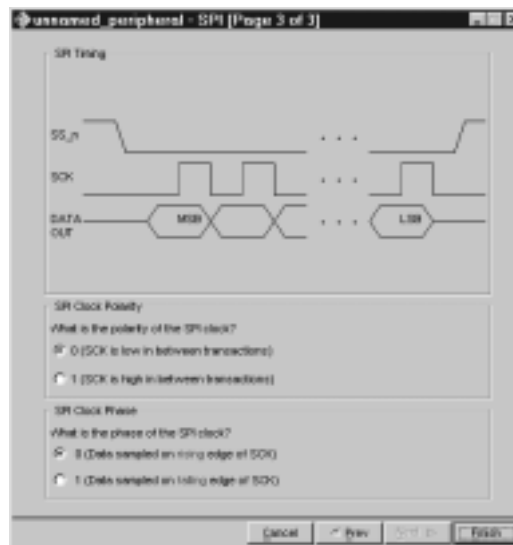 unnamed_peripheral - SPI [Page 3 of 3]
SPI Timing
SS_n
SCK
DATA OUT
MSB
LSB
SPI Clock Polarity
What is the polarity of the SPI clock?
0 (SCK is low in between transactions)
1 (SCK is high in between transactions)
SPI Clock Phase
What is the phase of the SPI clock?
0 (Data sampled on rising edge of SCK)
1 (Data sampled on falling edge of SCK)
Cancel
< Prev
Next >
Finish